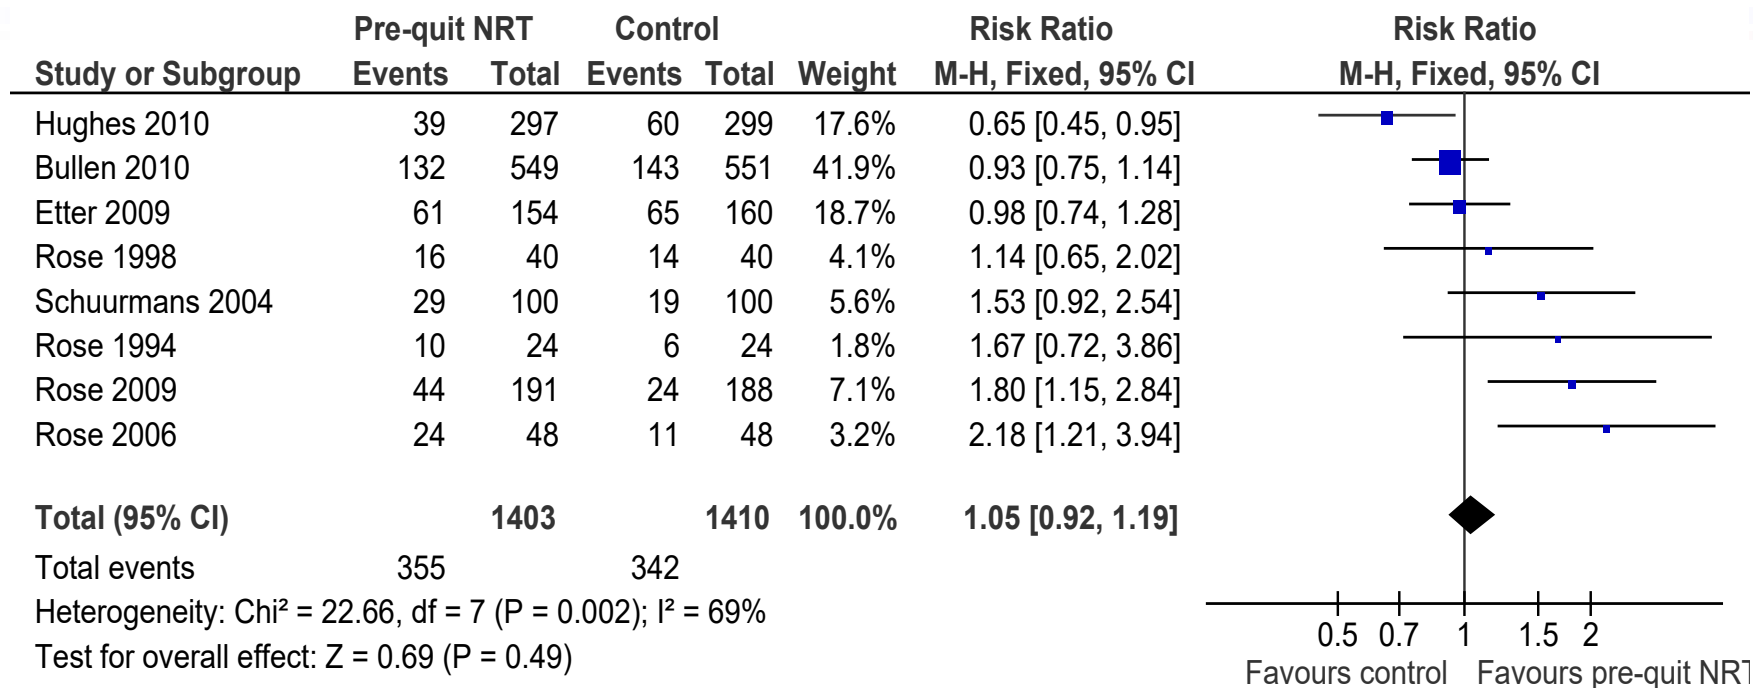 Pre-quit NRT Control Risk Ratio Risk Ratio
Study or Subgroup Events Total Events Total Weight M-H, Fixed, 95% CI M-H, Fixed, 95% CI
Hughes 2010 39 297 60 299 17.6% 0.65 [0.45, 0.95]
Bullen 2010 132 549 143 551 41.9% 0.93 [0.75, 1.14]
Etter 2009 61 154 65 160 18.7% 0.98 [0.74, 1.28]
Rose 1998 16 40 14 40 4.1% 1.14 [0.65, 2.02]
Schuurmans 2004 29 100 19 100 5.6% 1.53 [0.92, 2.54]
Rose 1994 10 24 6 24 1.8% 1.67 [0.72, 3.86]
Rose 2009 44 191 24 188 7.1% 1.80 [1.15, 2.84]
Rose 2006 24 48 11 48 3.2% 2.18 [1.21, 3.94]
Total (95% CI) 1403 1410 100.0% 1.05 [0.92, 1.19]
Total events 355 342
Heterogeneity: Chi² = 22.66, df = 7 (P = 0.002); I² = 69%
Test for overall effect: Z = 0.69 (P = 0.49)
0.5 0.7 1 1.5 2
Favours control Favours pre-quit NRT